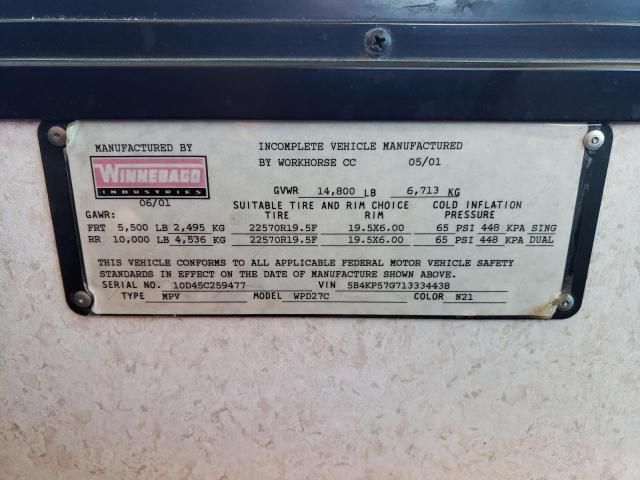 MANUFACTURED BY
WINNEBAGO
INDUSTRIES
06/01
INCOMPLETE VEHICLE MANUFACTURED
BY WORKHORSE CC 05/01
GVWR 14,800 LB 6,713 KG
SUITABLE TIRE AND RIM CHOICE COLD INFLATION
GAWR: TIRE RIM PRESSURE
FRT 5,500 LB 2,495 KG 22570R19.5F 19.5X6.00 65 PSI 448 KPA SING
RR 10,000 LB 4,536 KG 22570R19.5F 19.5X6.00 65 PSI 448 KPA DUAL
THIS VEHICLE CONFORMS TO ALL APPLICABLE FEDERAL MOTOR VEHICLE SAFETY
STANDARDS IN EFFECT ON THE DATE OF MANUFACTURE SHOWN ABOVE.
SERIAL NO. 10D45C259477 VIN 5B4KP57G713334438
TYPE MPV MODEL WPD27C COLOR N21